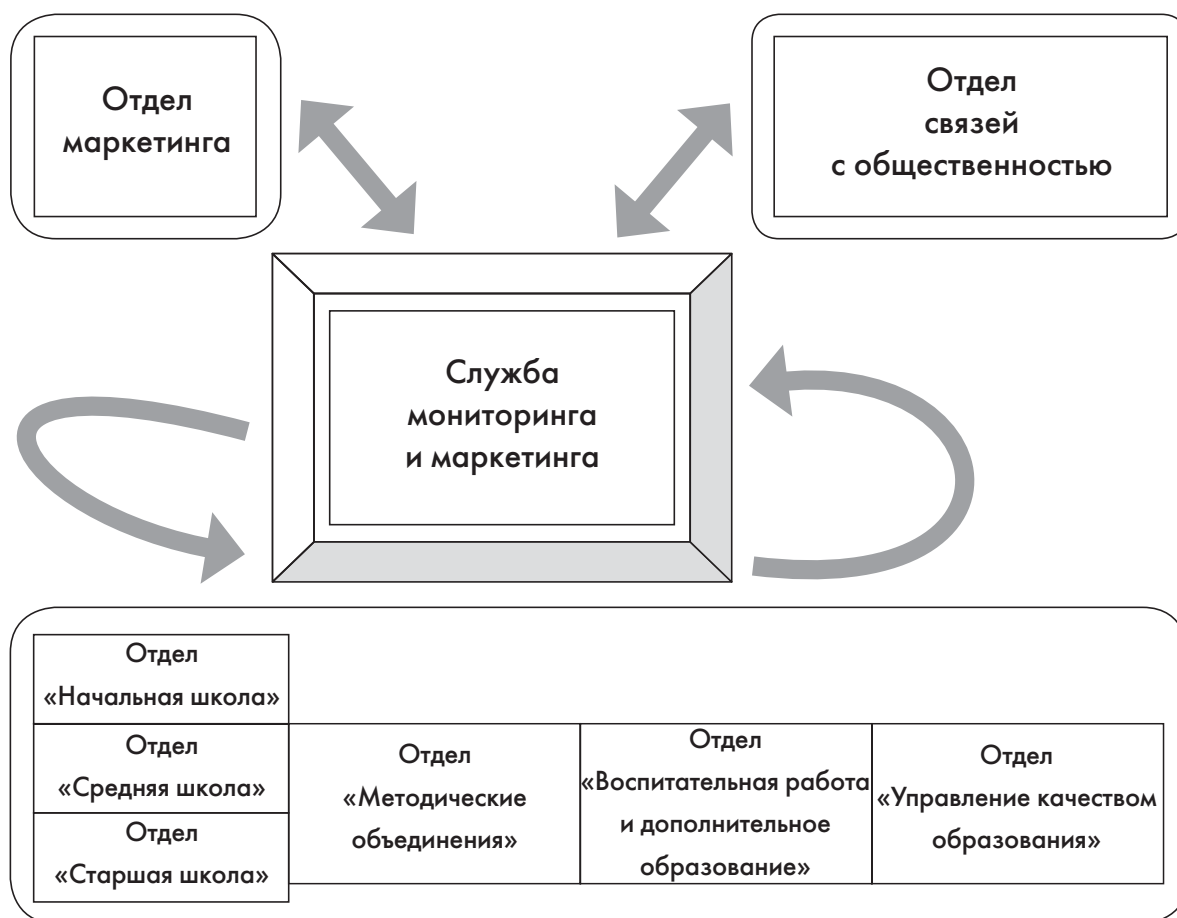 Отдел
маркетинга
Отдел
связей
с общественностью
Служба
мониторинга
и маркетинга
Отдел
«Начальная школа»
Отдел
«Средняя школа»
Отдел
«Старшая школа»
Отдел
«Методические
объединения»
Отдел
«Воспитательная работа
и дополнительное
образование»
Отдел
«Управление качеством
образования»